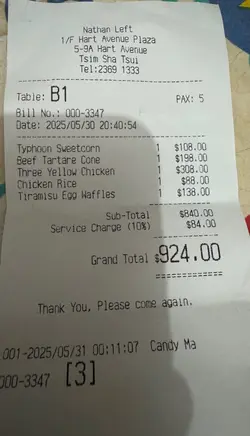 Nathan Left
1/F Hart Avenue Plaza
5-9A Hart Avenue
Tsim Sha Tsui
Tel:2369 1333
Table: B1 PAX: 5
Bill No.: 000-3347
Date: 2025/05/30 20:40:54
Typhoon Sweetcorn 1 $108.00
Beef Tartare Cone 1 $198.00
Three Yellow Chicken 1 $308.00
Chicken Rice 1 $88.00
Tiramisu Egg Waffles 1 $138.00
Sub-Total $840.00
Service Charge (10%) $84.00
Grand Total $924.00
Thank You, Please come again.
001-2025/05/31 00:11:07 Candy Ma
000-3347 [3]